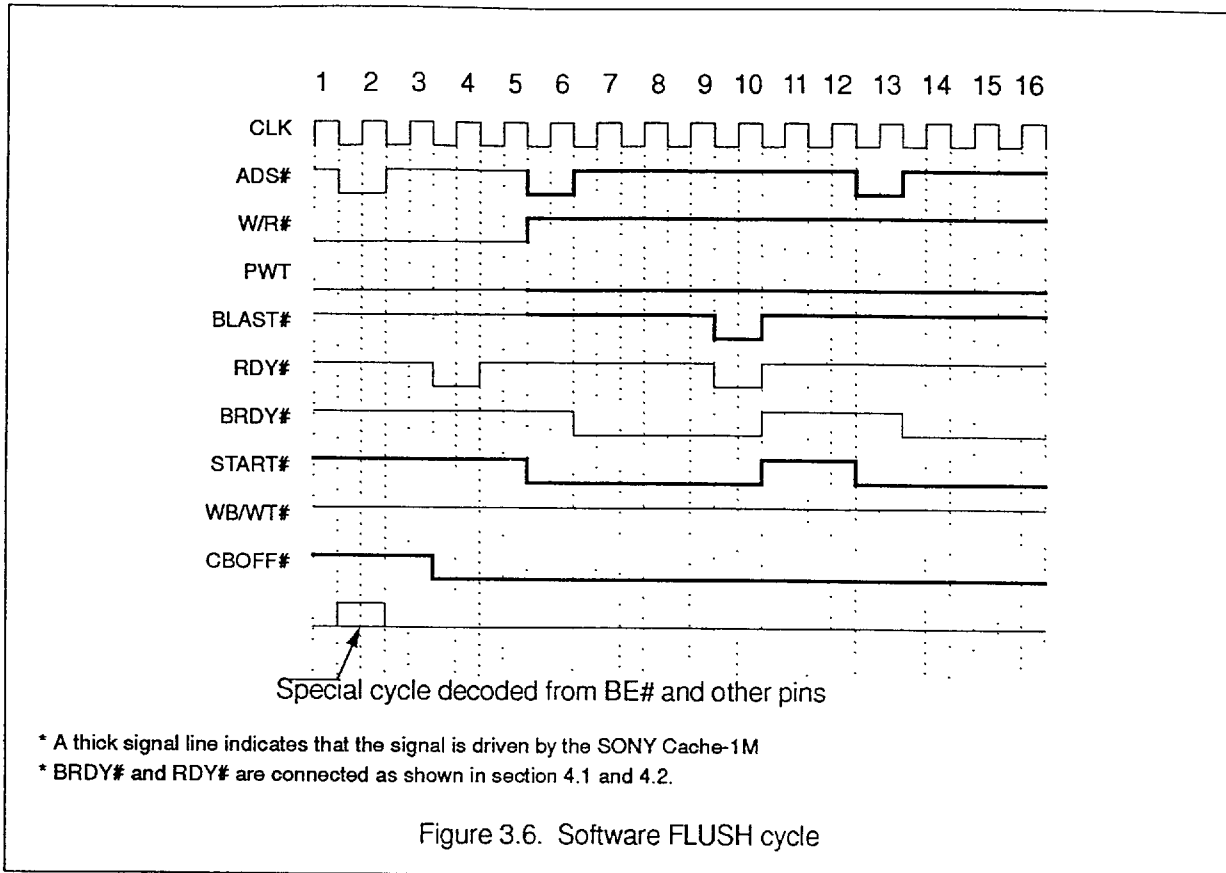 1 2 3 4 5 6 7 8 9 10 11 12 13 14 15 16
CLK
ADS#
W/R#
PWT
BLAST#
RDY#
BRDY#
START#
WB/WT#
CBOFF#
Special cycle decoded from BE# and other pins
* A thick signal line indicates that the signal is driven by the SONY Cache-1M
* BRDY# and RDY# are connected as shown in section 4.1 and 4.2.
Figure 3.6. Software FLUSH cycle